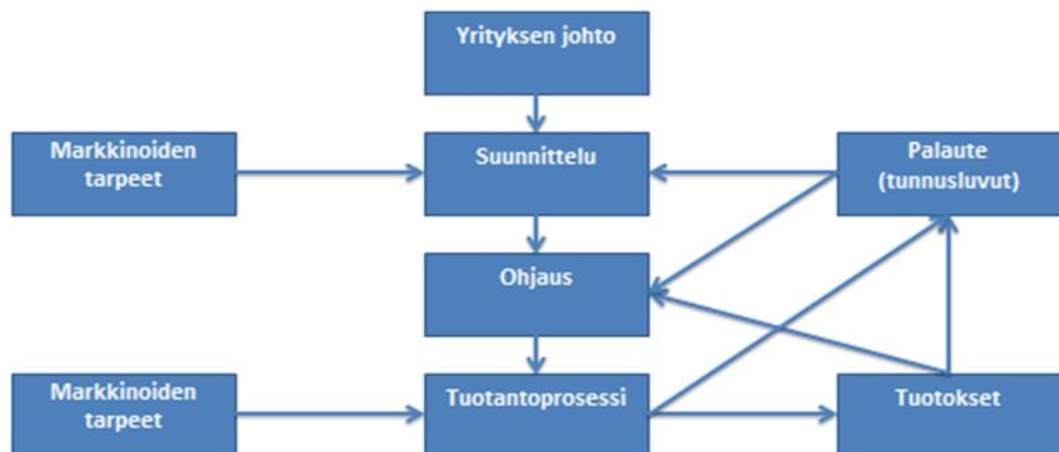 Yrityksen johto
Markkinoiden
tarpeet
Suunnittelu
Palaute
(tunnusluvut)
Ohjaus
Markkinoiden
tarpeet
Tuotantoprosessi
Tuotokset